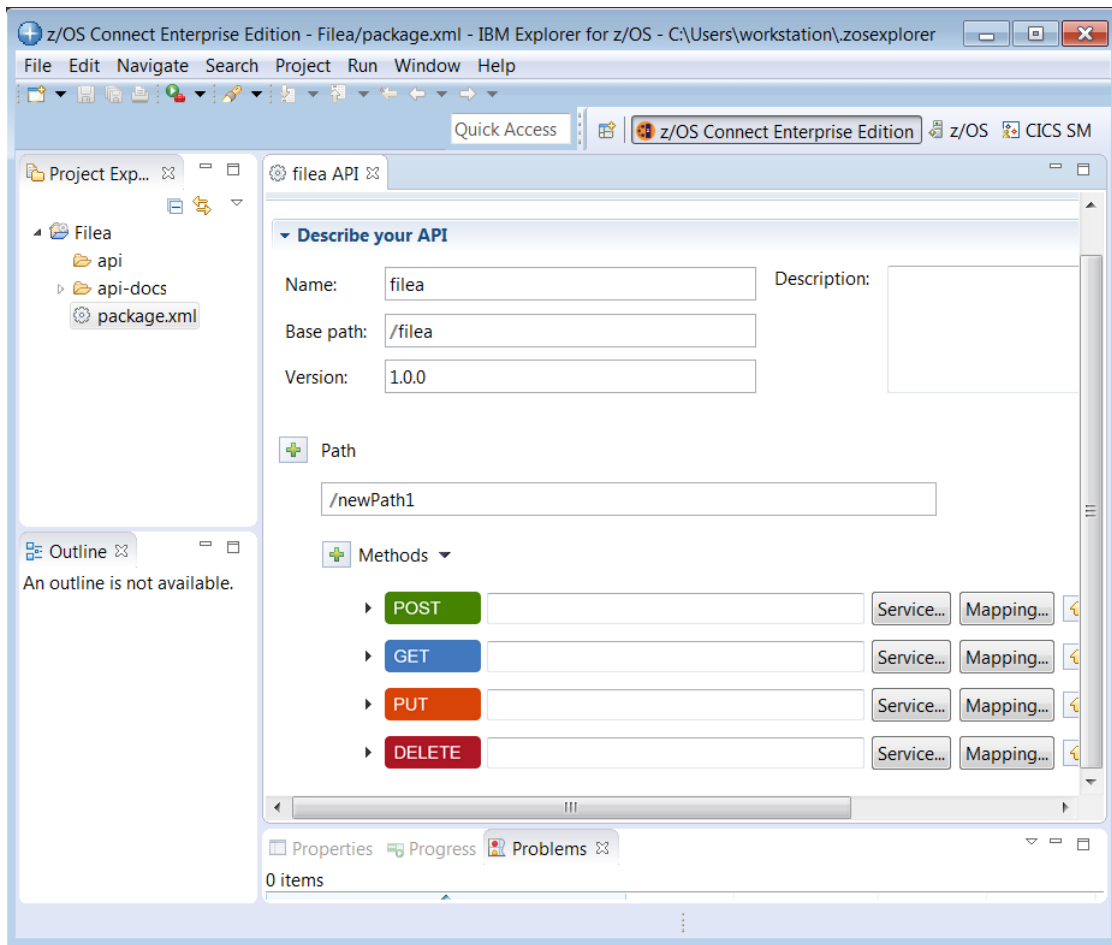 z/OS Connect Enterprise Edition - Filea/package.xml - IBM Explorer for z/OS - C:\Users\workstation\.zosexplorer
File Edit Navigate Search Project Run Window Help
Quick Access z/OS Connect Enterprise Edition z/OS CICS SM
Project Exp...
Filea
api
api-docs
package.xml
Outline
An outline is not available.
filea API
Describe your API
Name: filea Description:
Base path: /filea
Version: 1.0.0
Path
/newPath1
Methods
POST Service... Mapping...
GET Service... Mapping...
PUT Service... Mapping...
DELETE Service... Mapping...
Properties Progress Problems
0 items